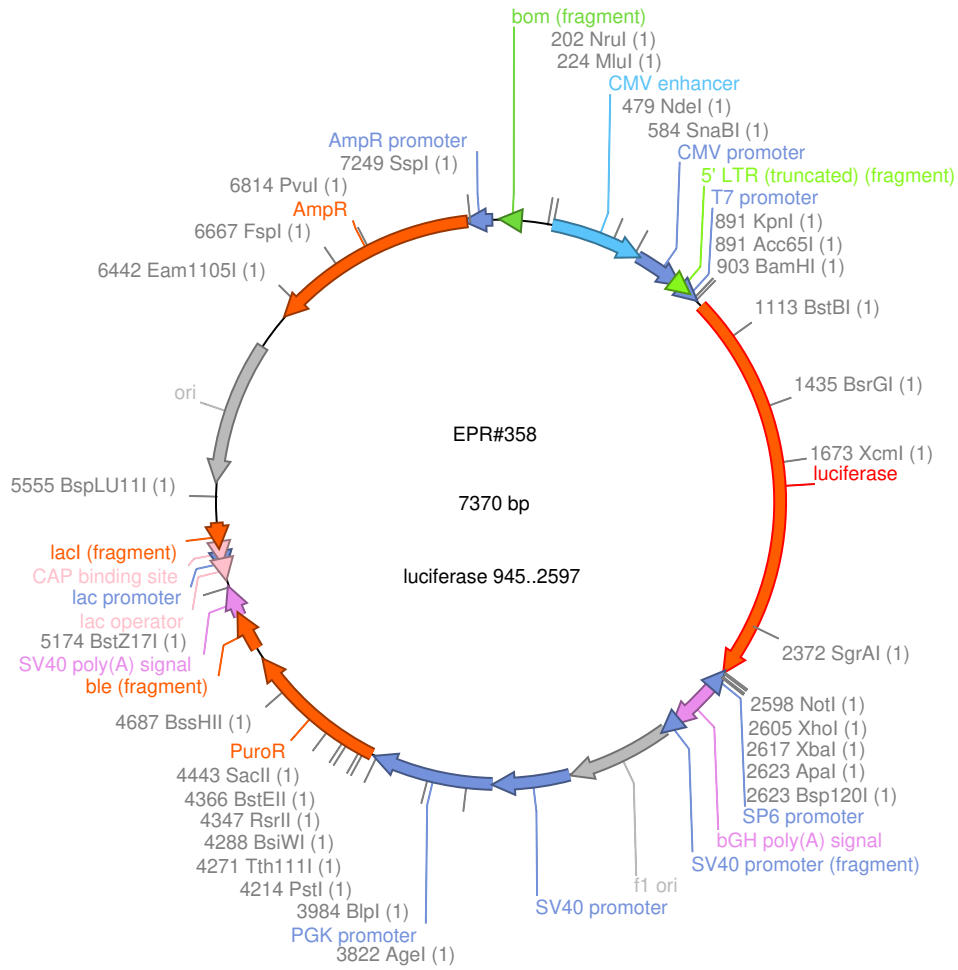 bom (fragment)
202 NruI (1)
224 MluI (1)
CMV enhancer
479 NdeI (1)
584 SnaBI (1)
CMV promoter
5' LTR (truncated) (fragment)
T7 promoter
891 KpnI (1)
891 Acc65I (1)
903 BamHI (1)
1113 BstBI (1)
1435 BsrGI (1)
1673 XcmI (1)
luciferase
2372 SgrAI (1)
2598 NotI (1)
2605 XhoI (1)
2617 XbaI (1)
2623 ApaI (1)
2623 Bsp120I (1)
SP6 promoter
bGH poly(A) signal
SV40 promoter (fragment)
f1 ori
SV40 promoter
3822 AgeI (1)
PGK promoter
3984 BlpI (1)
4214 PstI (1)
4271 Tth111I (1)
4288 BsiWI (1)
4347 RsrII (1)
4366 BstEII (1)
4443 SacII (1)
PuroR
4687 BssHII (1)
ble (fragment)
SV40 poly(A) signal
5174 BstZ17I (1)
lac operator
lac promoter
CAP binding site
lacI (fragment)
5555 BspLU11I (1)
ori
6442 Eam1105I (1)
6667 FspI (1)
AmpR
6814 PvuI (1)
7249 SspI (1)
AmpR promoter
EPR#358
7370 bp
luciferase 945..2597